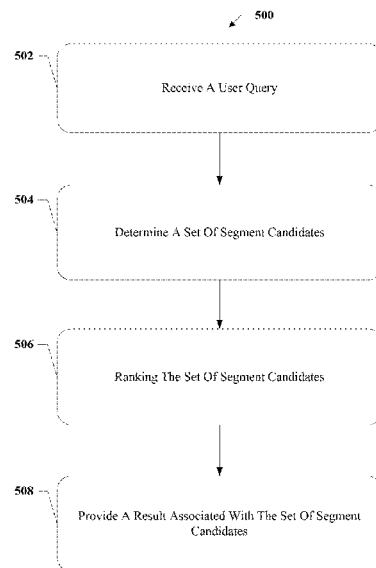 500
502
Receive A User Query
504
Determine A Set Of Segment Candidates
506
Ranking The Set Of Segment Candidates
508
Provide A Result Associated With The Set Of Segment
Candidates